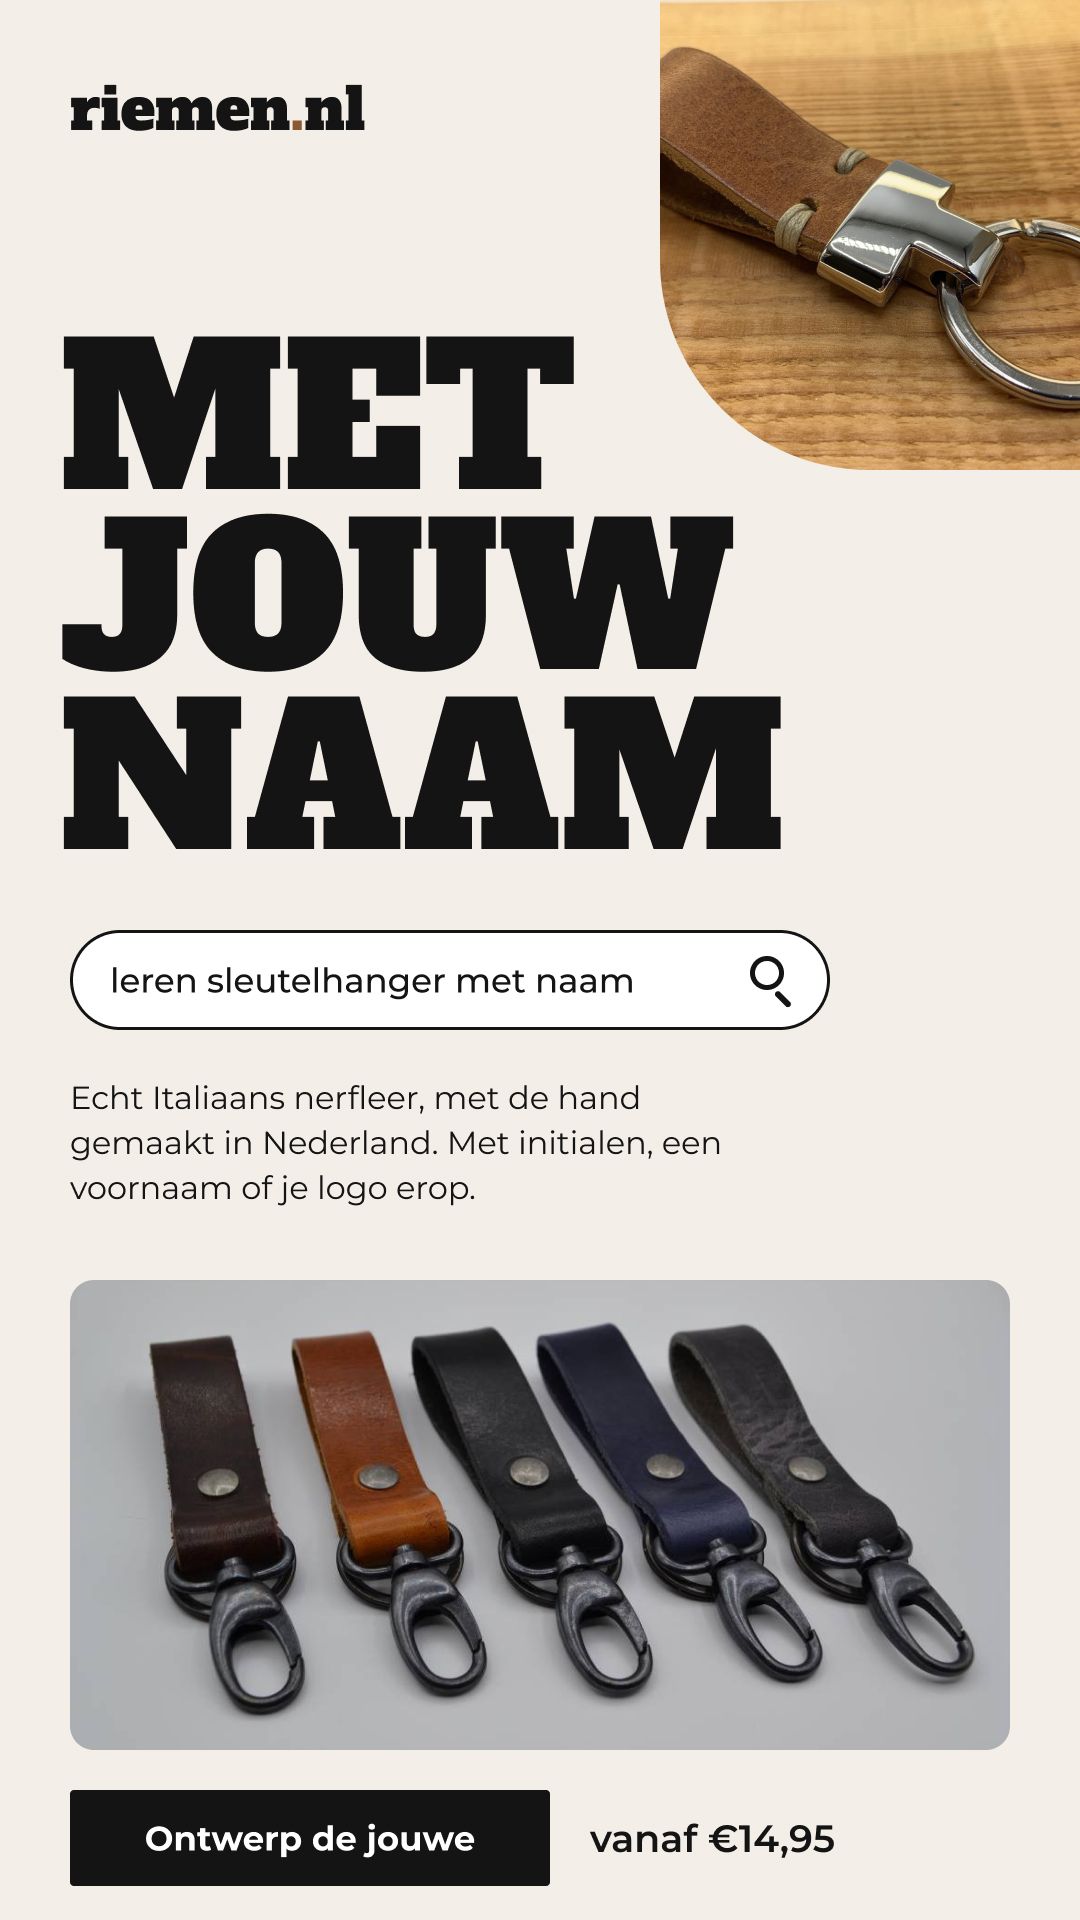 riemen.nl
MET
JOUW
NAAM
leren sleutelhanger met naam
Echt Italiaans nerfleer, met de hand
gemaakt in Nederland. Met initialen, een
voornaam of je logo erop.
Ontwerp de jouwe
vanaf €14,95